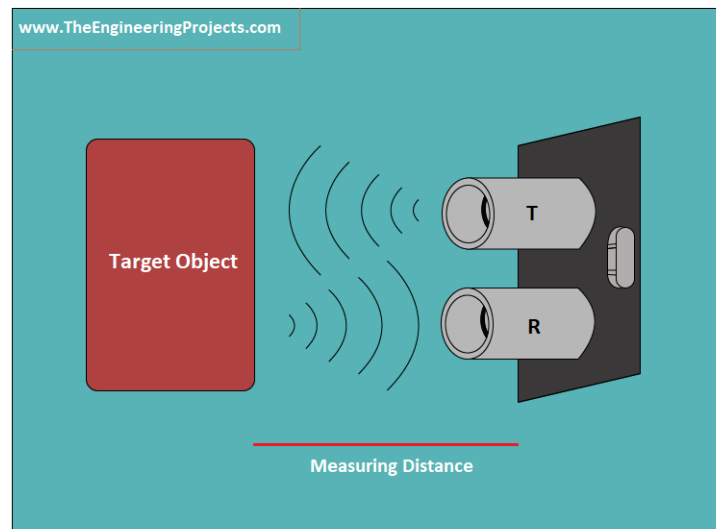 www.TheEngineeringProjects.com
Target Object
T
R
Measuring Distance